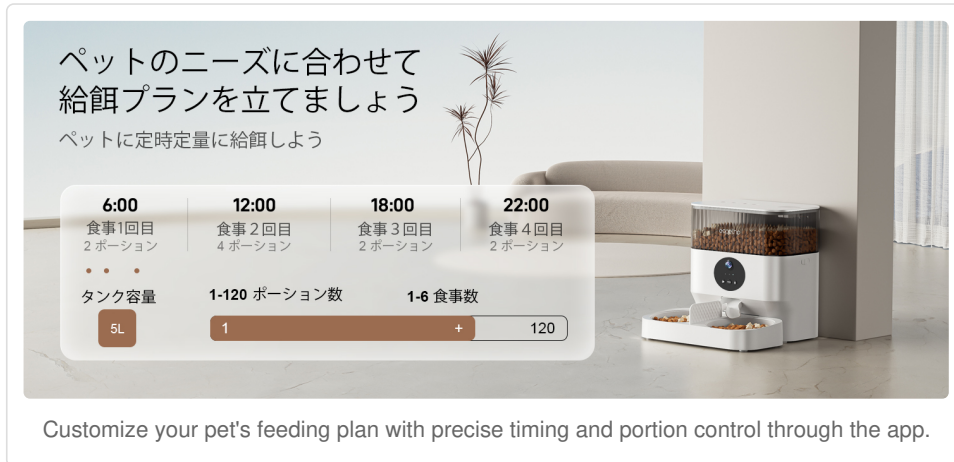 ペットのニーズに合わせて
給餌プランを立てましょう
ペットに定時定量に給餌しよう
6:00 12:00 18:00 22:00
食事1回目 食事２回目 食事３回目 食事４回目
2 ポーション 4 ポーション 2 ポーション 2 ポーション
タンク容量 1-120 ポーション数 1-6 食事数
5L 1 + 120
Customize your pet's feeding plan with precise timing and portion control through the app.